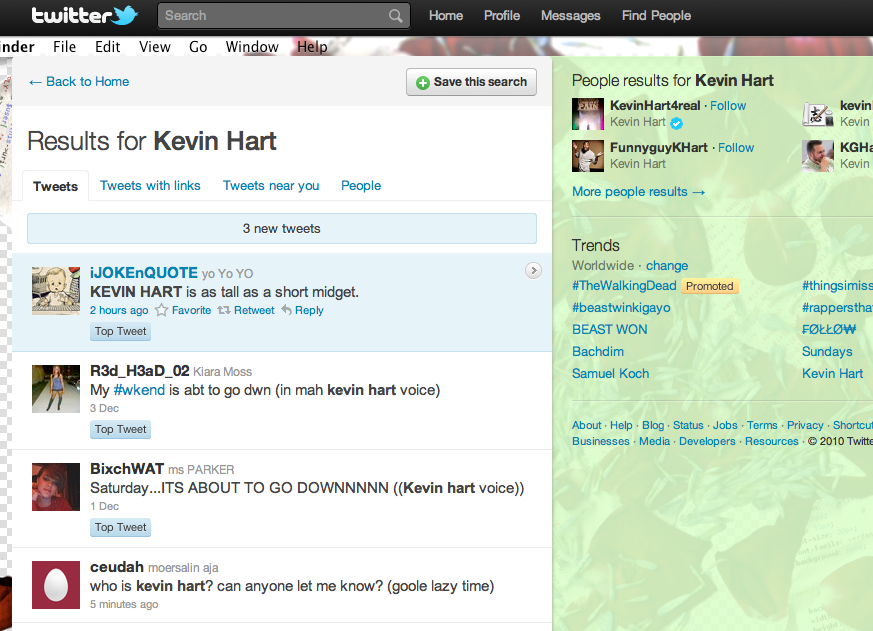 twitter Search Home Profile Messages Find People
nder File Edit View Go Window Help
← Back to Home
Save this search
Results for Kevin Hart
Tweets Tweets with links Tweets near you People
3 new tweets
iJOKEnQUOTE yo Yo YO
KEVIN HART is as tall as a short midget.
2 hours ago Favorite Retweet Reply
Top Tweet
R3d_H3aD_02 Kiara Moss
My #wkend is abt to go dwn (in mah kevin hart voice)
3 Dec
Top Tweet
BixchWAT ms PARKER
Saturday...ITS ABOUT TO GO DOWNNNNN ((Kevin hart voice))
1 Dec
Top Tweet
ceudah moersalin aja
who is kevin hart? can anyone let me know? (goole lazy time)
5 minutes ago
People results for Kevin Hart
KevinHart4real · Follow
Kevin Hart
kevinl
Kevin
FunnyguyKHart · Follow
Kevin Hart
KGHa
Kevin
More people results →
Trends
Worldwide · change
#TheWalkingDead Promoted #thingsimiss
#beastwinkigayo #rappersthat
BEAST WON FØŁŁØ₩
Bachdim Sundays
Samuel Koch Kevin Hart
About · Help · Blog · Status · Jobs · Terms · Privacy · Shortcut
Businesses · Media · Developers · Resources · © 2010 Twitte